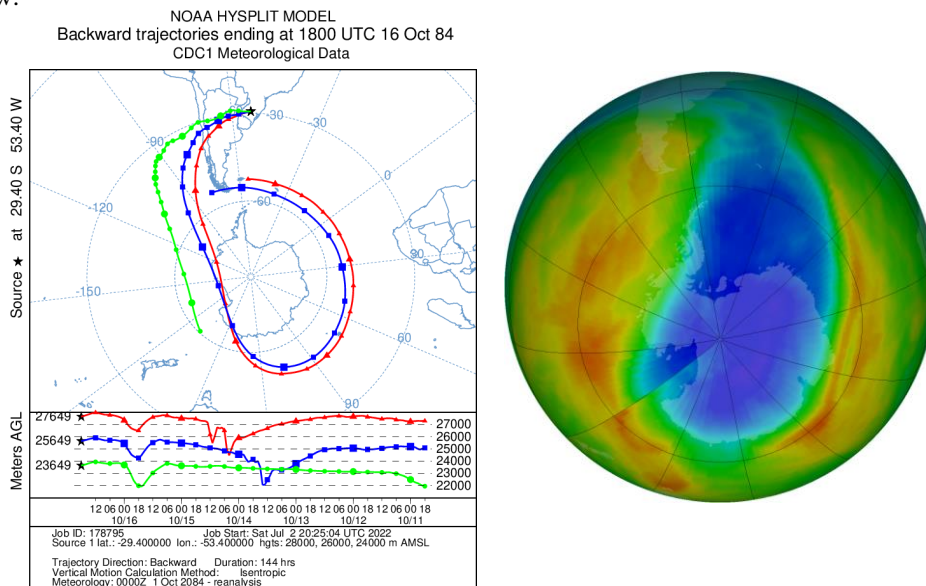 w.
NOAA HYSPLIT MODEL
Backward trajectories ending at 1800 UTC 16 Oct 84
CDC1 Meteorological Data
Source ★ at 29.40 S 53.40 W
-90
-30
-30
0
-120
-60
30
-150
60
90
Meters AGL
27649
25649
23649
27000
26000
25000
24000
23000
22000
12 06 00 18 12 06 00 18 12 06 00 18 12 06 00 18 12 06 00 18 12 06 00 18
10/16 10/15 10/14 10/13 10/12 10/11
Job ID: 178795 Job Start: Sat Jul 2 20:25:04 UTC 2022
Source 1 lat.: -29.400000 lon.: -53.400000 hgts: 28000, 26000, 24000 m AMSL
Trajectory Direction: Backward Duration: 144 hrs
Vertical Motion Calculation Method: Isentropic
Meteorology: 0000Z 1 Oct 2084 - reanalysis